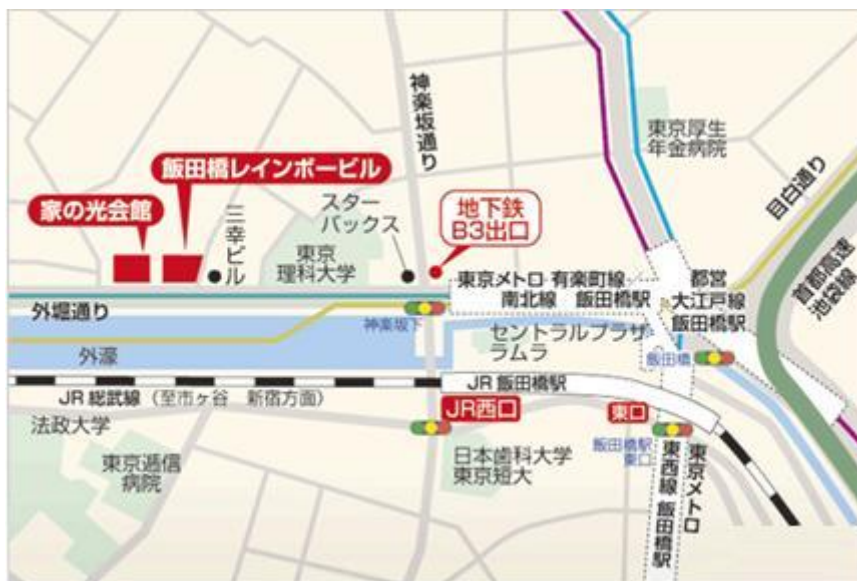 神楽坂通り
東京厚生
年金病院
目白通り
飯田橋レインボービル
家の光会館
三幸ビル
スター
バックス
地下鉄
B3出口
東京
理科大学
東京メトロ 有楽町線
南北線 飯田橋駅
都営
大江戸線
飯田橋駅
首都高速
池袋線
外堀通り
神楽坂下
セントラルプラザ
ラムラ
飯田橋
外濠
JR 飯田橋駅
JR 総武線（至市ヶ谷 新宿方面）
JR西口
東口
法政大学
飯田橋駅
東口
東京逓信
病院
日本歯科大学
東京短大
東京メトロ
東西線 飯田橋駅